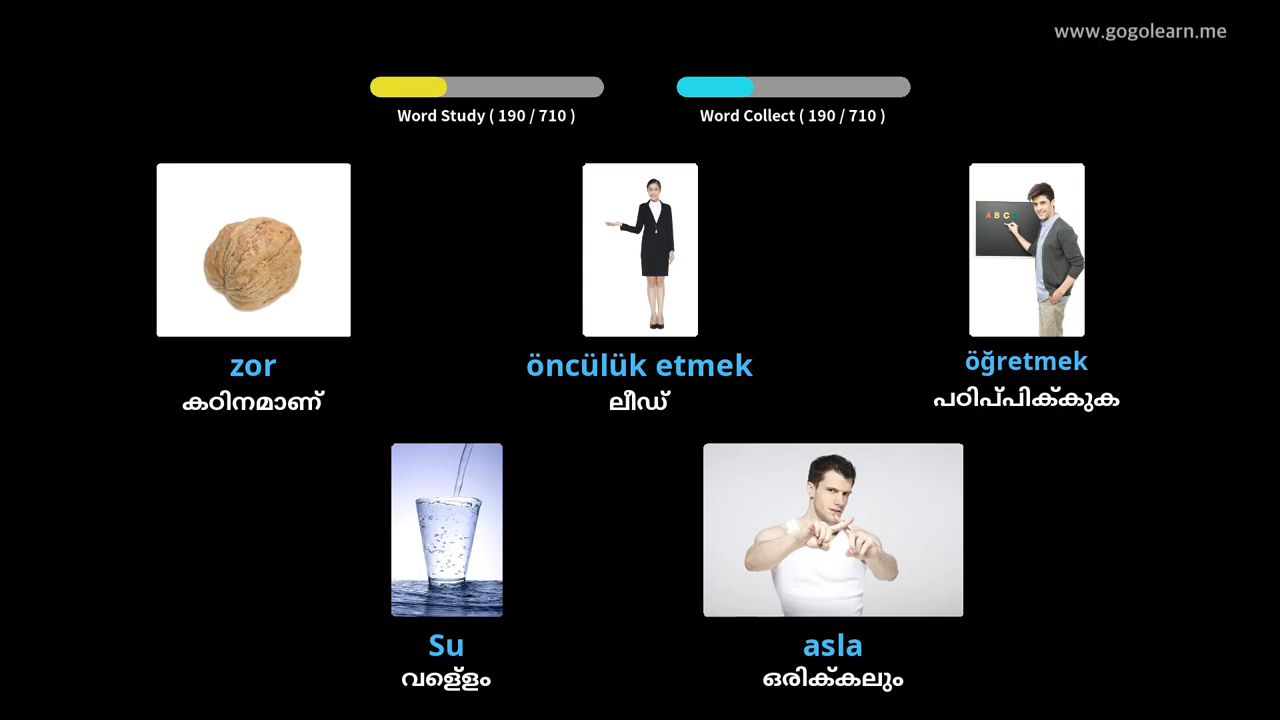 www.gogolearn.me
Word Study ( 190 / 710 )
Word Collect ( 190 / 710 )
A B C
zor
öncülük etmek
öğretmek
കഠിനമാണ്
ലീഡ്
പഠിപ്പിക്കുക
Su
asla
വള്ളെം
ഒരിക്കലും